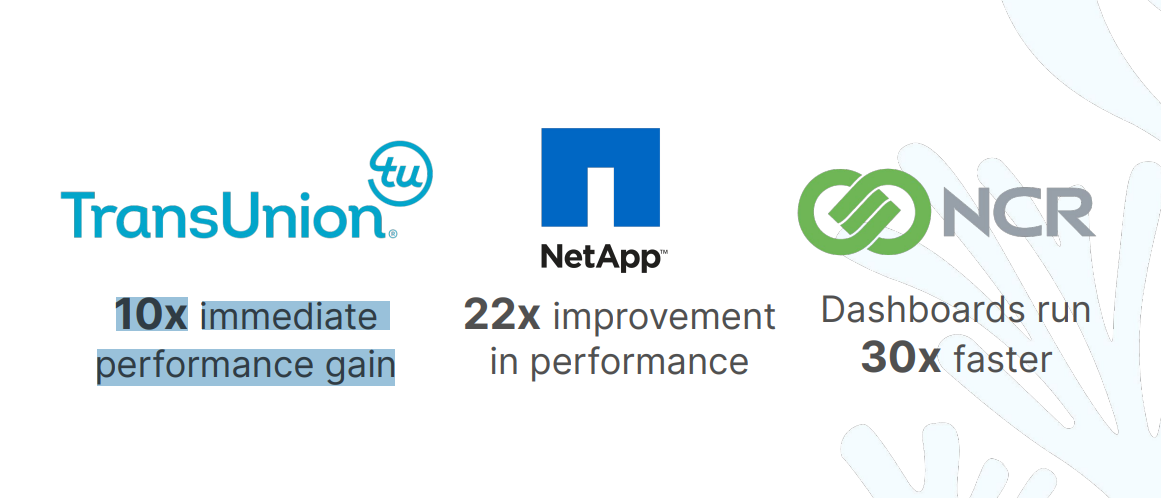 tu
TransUnion®
10x immediate
performance gain
NetApp™
22x improvement
in performance
NCR
Dashboards run
30x faster